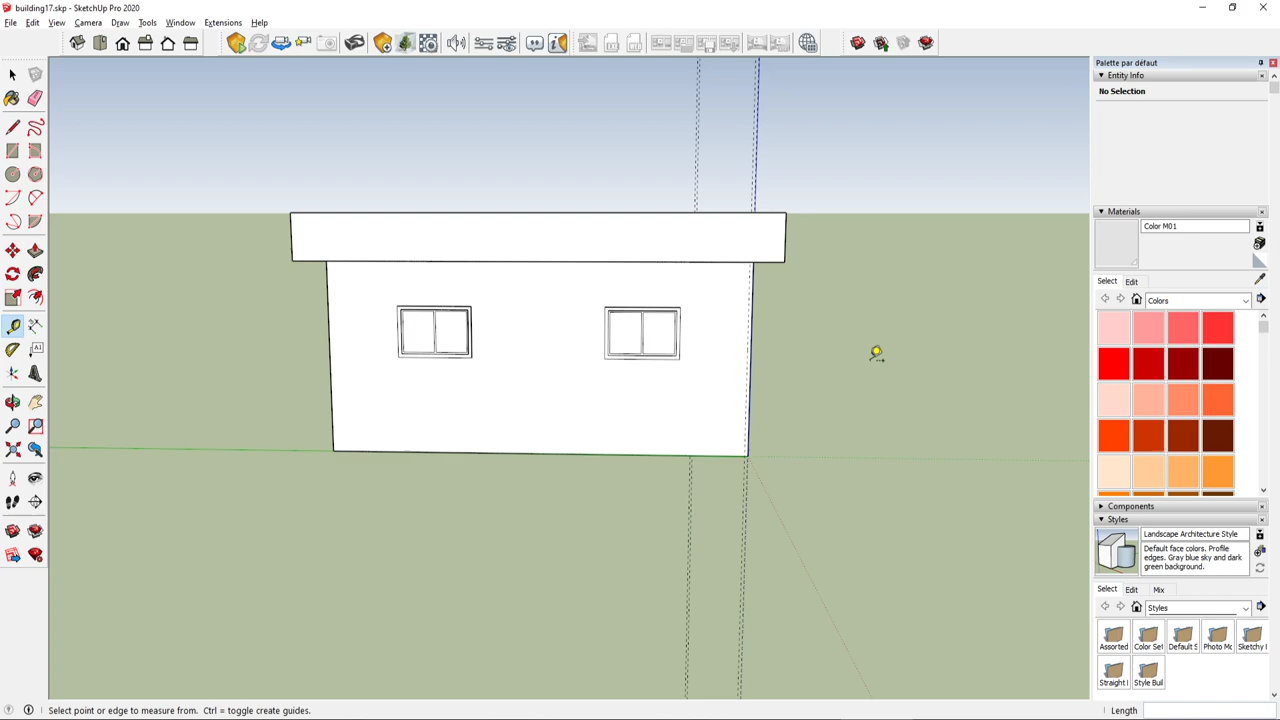 building17.skp - SketchUp Pro 2020
File Edit View Camera Draw Tools Window Extensions Help
Palette par défaut
Entity Info
No Selection
Materials
Color M01
Select Edit
Colors
Components
Styles
Landscape Architecture Style
Default face colors. Profile
edges. Gray blue sky and dark
green background.
Select Edit Mix
Styles
Assorted Color Set Default S Photo Mo Sketchy I
Straight l Style Buil
Select point or edge to measure from. Ctrl = toggle create guides.
Length